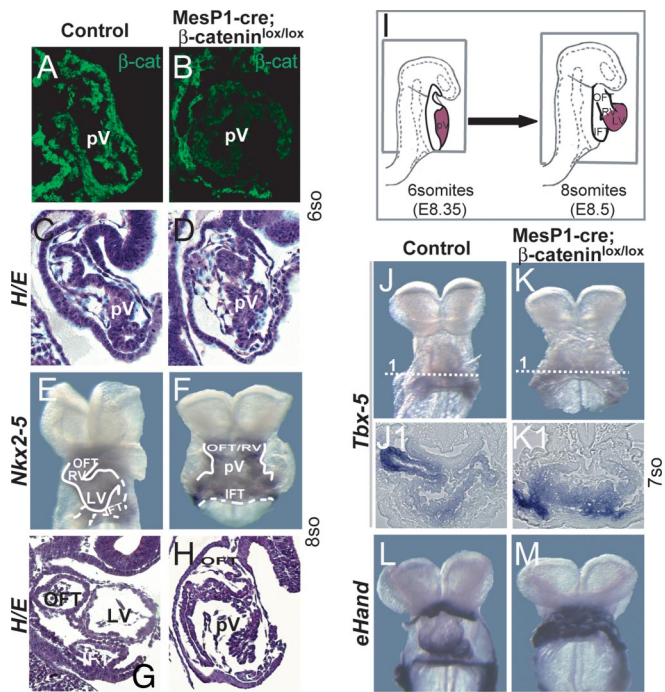 Control
MesP1-cre;
β-catenin lox/lox
A
β-cat
pV
B
β-cat
pV
6so
H/E
C
pV
D
pV
Nkx2-5
E
OFT
RV
LV
IFT
F
OFT/RV
pV
IFT
8so
H/E
OFT
LV
IFT
G
H
OFT
pV
I
pV
OFT
RV
LV
IFT
6somites
(E8.35)
8somites
(E8.5)
Control
MesP1-cre;
β-catenin lox/lox
Tbx-5
J
1
K
1
J1
K1
7so
eHand
L
M